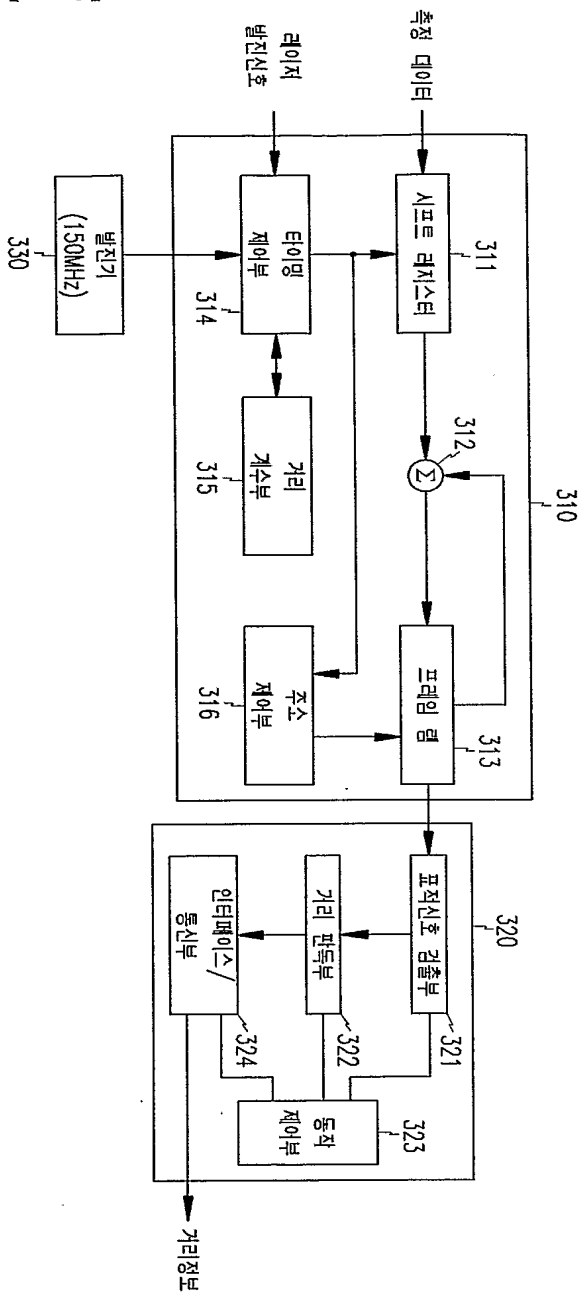 측정 데이터
레이저
발진신호
310
시프트 레지스터
311
312
Σ
프레임 램
313
타이밍
제어부
314
거리
계수부
315
주소
제어부
316
발진기
(150MHz)
330
320
표적신호 검출부
321
거리 판독부
322
동작
제어부
323
인터페이스/
통신부
324
거리정보